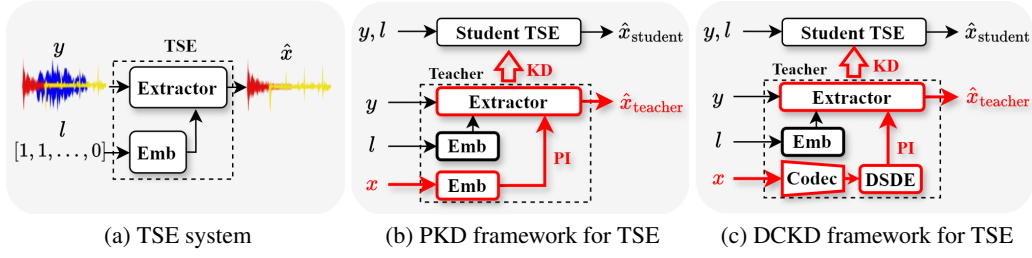 y
TSE
x̂
Extractor
l
[1, 1, . . . , 0]
Emb
(a) TSE system
y, l
Student TSE
x̂student
KD
Teacher
y
Extractor
x̂teacher
l
Emb
PI
x
Emb
(b) PKD framework for TSE
y, l
Student TSE
x̂student
KD
Teacher
y
Extractor
x̂teacher
l
Emb
PI
x
Codec
DSDE
(c) DCKD framework for TSE